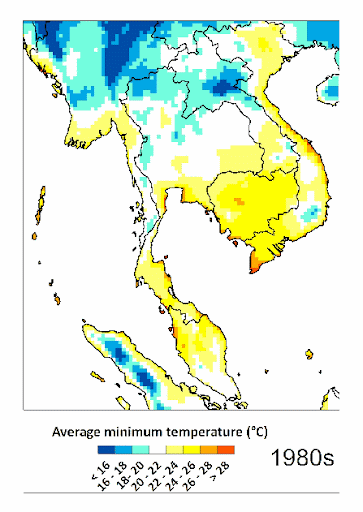 Average minimum temperature (°C)
< 16
16 - 18
18- 20
20 - 22
22 - 24
24 - 26
26 - 28
> 28
1980s